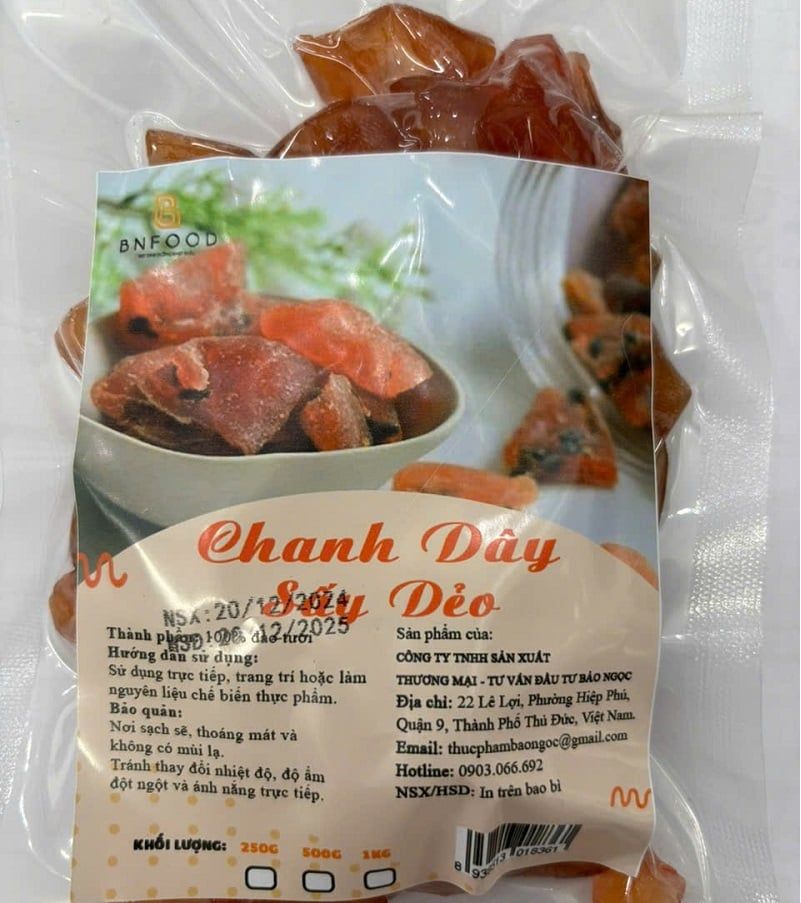 BNFOOD
Chanh Dây
Sấy Dẻo
NSX: 20/12/2024
HSD: 12/2025
Thành phần: 100% đào tươi
Hướng dẫn sử dụng:
Sử dụng trực tiếp, trang trí hoặc làm
nguyên liệu chế biến thực phẩm.
Bảo quản:
Nơi sạch sẽ, thoáng mát và
không có mùi lạ.
Tránh thay đổi nhiệt độ, độ ẩm
đột ngột và ánh nắng trực tiếp.
Sản phẩm của:
CÔNG TY TNHH SẢN XUẤT
THƯƠNG MẠI - TƯ VẤN ĐẦU TƯ BẢO NGỌC
Địa chỉ: 22 Lê Lợi, Phường Hiệp Phú,
Quận 9, Thành Phố Thủ Đức, Việt Nam.
Email: thucphambaongoc@gmail.com
Hotline: 0903.066.692
NSX/HSD: In trên bao bì
KHỐI LƯỢNG: 250G 500G 1KG
018361